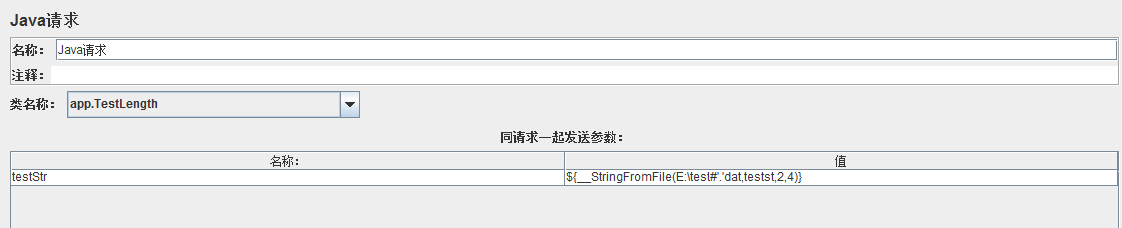 Java请求
名称： Java请求
注释：
类名称： app.TestLength
同请求一起发送参数：
名称： 值
testStr ${__StringFromFile(E:\test#'.'dat,testst,2,4)}